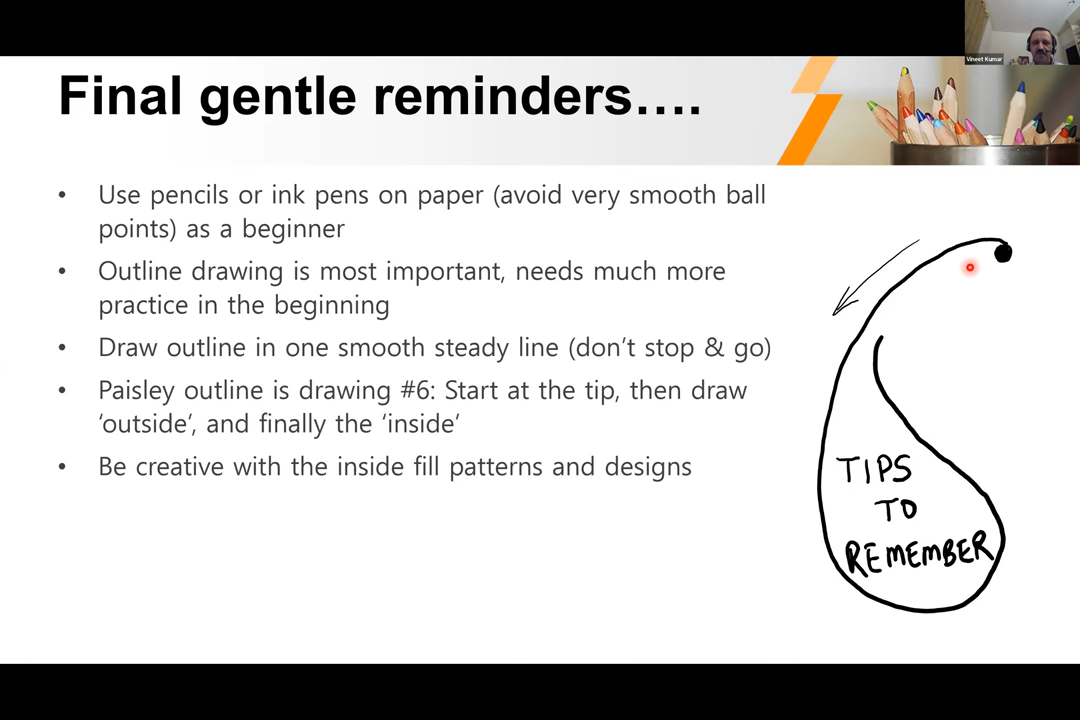 Vineet Kumar
Final gentle reminders….
• Use pencils or ink pens on paper (avoid very smooth ball
points) as a beginner
• Outline drawing is most important, needs much more
practice in the beginning
• Draw outline in one smooth steady line (don’t stop & go)
• Paisley outline is drawing #6: Start at the tip, then draw
‘outside’, and finally the ‘inside’
• Be creative with the inside fill patterns and designs
TIPS
TO
REMEMBER